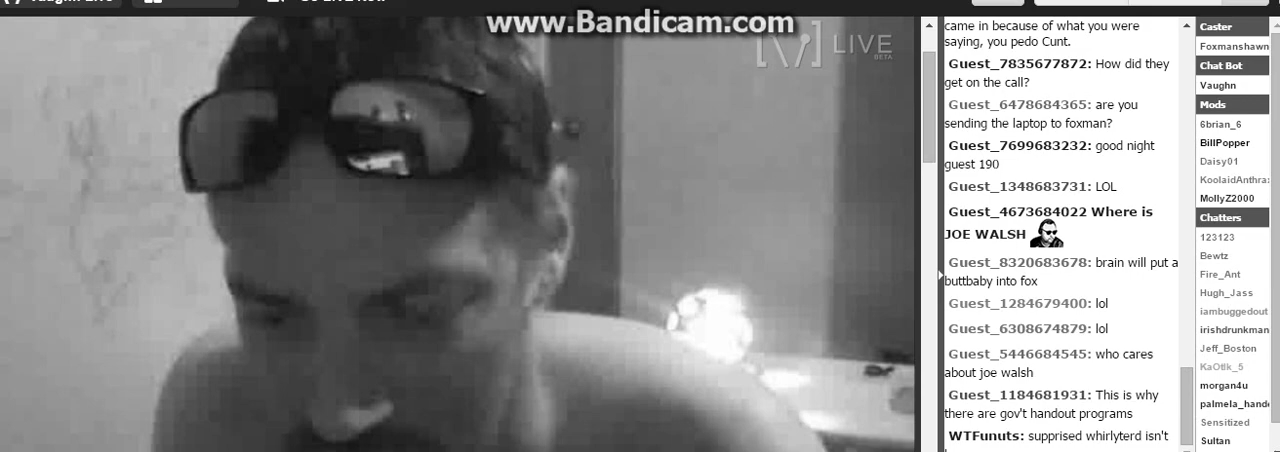 www.Bandicam.com
[V] LIVE
BETA
came in because of what you were
saying, you pedo Cunt.
Guest_7835677872: How did they
get on the call?
Guest_6478684365: are you
sending the laptop to foxman?
Guest_7699683232: good night
guest 190
Guest_1348683731: LOL
Guest_4673684022 Where is
JOE WALSH
Guest_8320683678: brain will put a
buttbaby into fox
Guest_1284679400: lol
Guest_6308674879: lol
Guest_5446684545: who cares
about joe walsh
Guest_1184681931: This is why
there are gov't handout programs
WTFunuts: supprised whirlyterd isn't
Caster
Foxmanshawn
Chat Bot
Vaughn
Mods
6brian_6
BillPopper
Daisy01
KoolaidAnthra
MollyZ2000
Chatters
123123
Bewtz
Fire_Ant
Hugh_Jass
iambuggedout
irishdrunkman
Jeff_Boston
KaOtIk_5
morgan4u
palmela_hand
Sensitized
Sultan